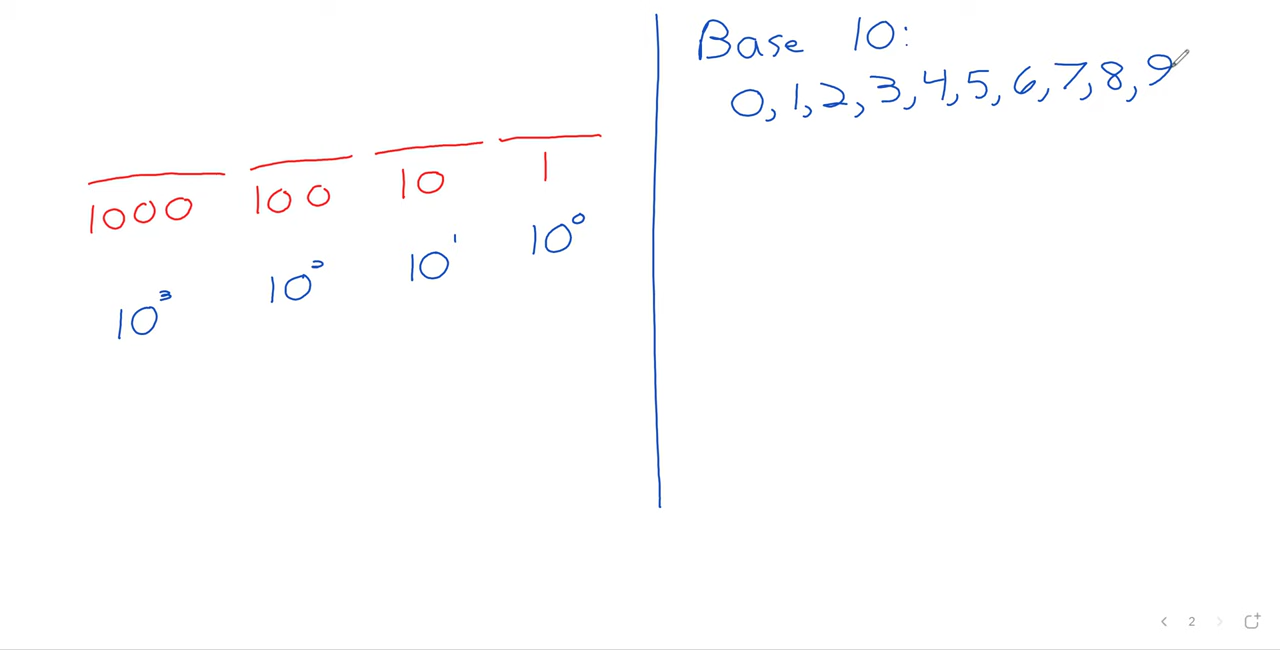 Base 10:
0, 1, 2, 3, 4, 5, 6, 7, 8, 9
1000 100 10 1
10³ 10² 10¹ 10⁰
2